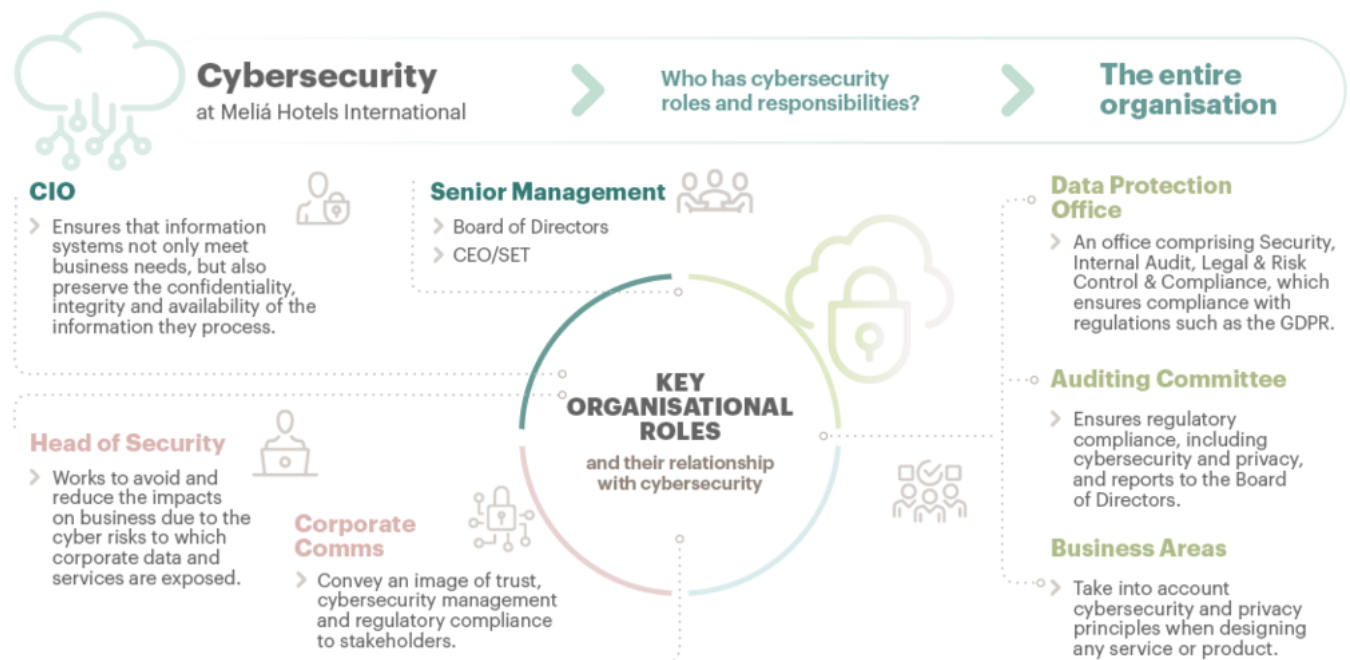 Cybersecurity
at Meliá Hotels International
Who has cybersecurity
roles and responsibilities?
The entire
organisation
CIO
Ensures that information
systems not only meet
business needs, but also
preserve the confidentiality,
integrity and availability of the
information they process.
Senior Management
Board of Directors
CEO/SET
Data Protection
Office
An office comprising Security,
Internal Audit, Legal & Risk
Control & Compliance, which
ensures compliance with
regulations such as the GDPR.
KEY
ORGANISATIONAL
ROLES
and their relationship
with cybersecurity
Auditing Committee
Ensures regulatory
compliance, including
cybersecurity and privacy,
and reports to the Board
of Directors.
Head of Security
Works to avoid and
reduce the impacts
on business due to the
cyber risks to which
corporate data and
services are exposed.
Corporate
Comms
Convey an image of trust,
cybersecurity management
and regulatory compliance
to stakeholders.
Business Areas
Take into account
cybersecurity and privacy
principles when designing
any service or product.